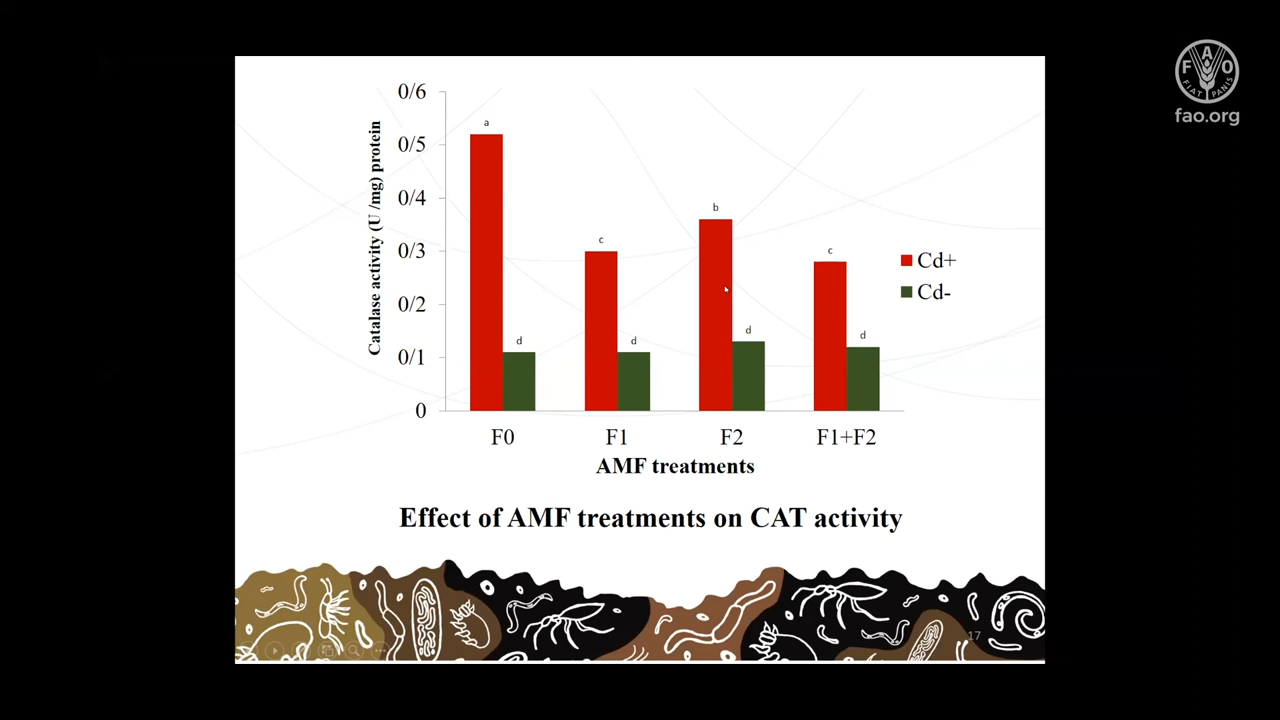 FAO
FIAT PANIS
fao.org
Catalase activity (U /mg) protein
0/6
0/5
0/4
0/3
0/2
0/1
0
a
d
c
d
b
d
c
d
Cd+
Cd-
F0 F1 F2 F1+F2
AMF treatments
Effect of AMF treatments on CAT activity
17